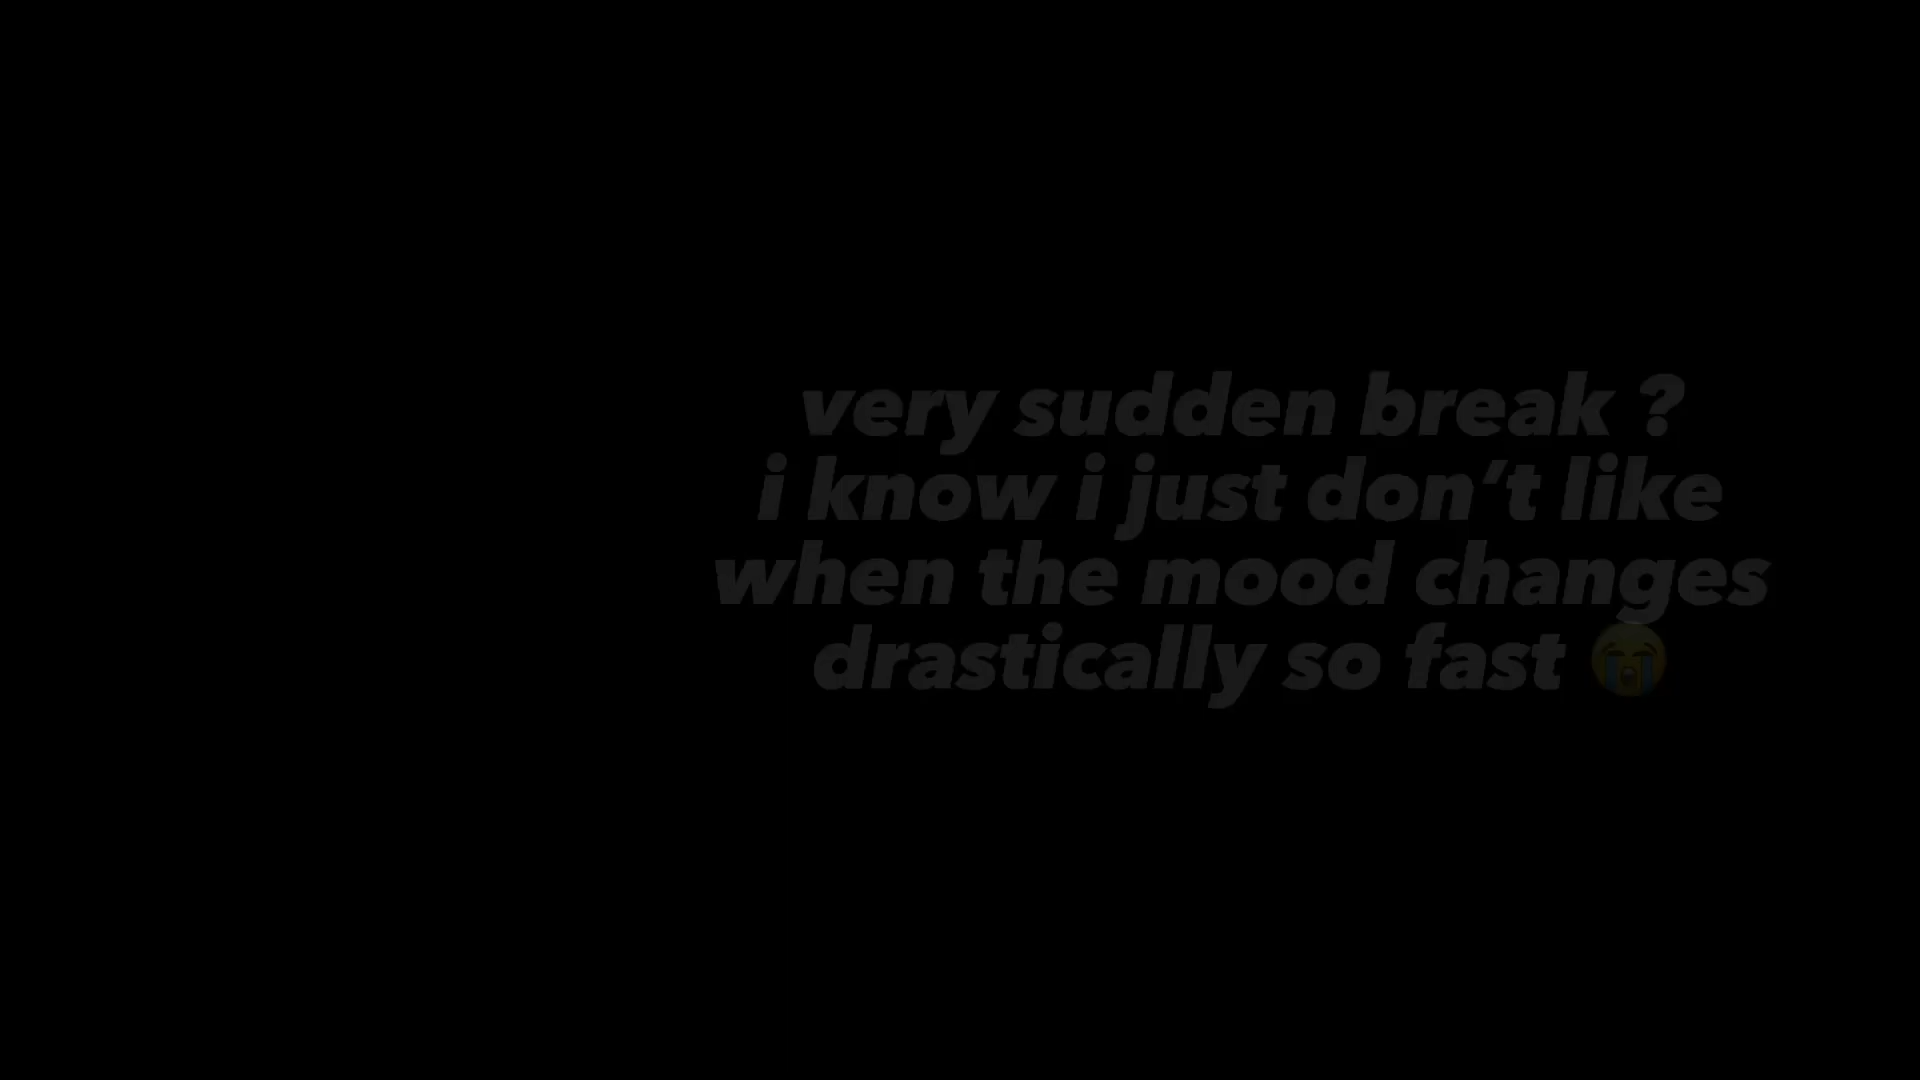 very sudden break ?
i know i just don’t like
when the mood changes
drastically so fast 😭